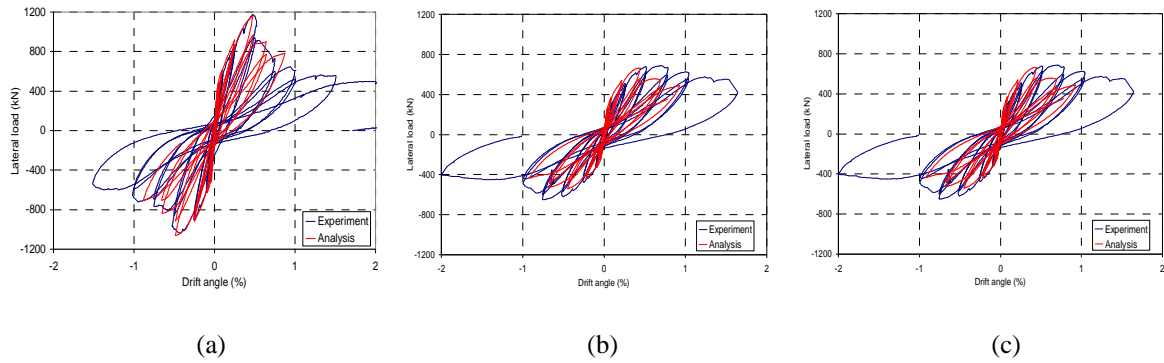 1200
800
400
0
-400
-800
-1200
-2 -1 0 1 2
Lateral load (kN)
Drift angle (%)
Experiment
Analysis
(a)
1200
800
400
0
-400
-800
-1200
-2 -1 0 1 2
Lateral load (kN)
Drift angle (%)
Experiment
Analysis
(b)
1200
800
400
0
-400
-800
-1200
-2 -1 0 1 2
Lateral load (kN)
Drift angle (%)
Experiment
Analysis
(c)